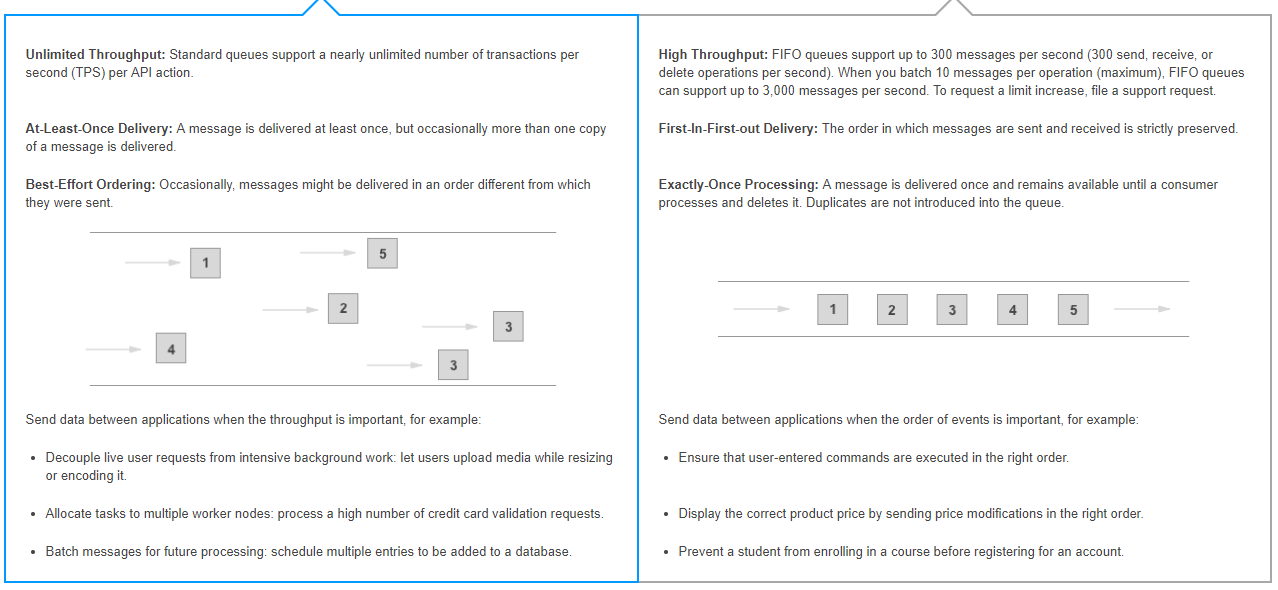 Unlimited Throughput: Standard queues support a nearly unlimited number of transactions per
second (TPS) per API action.
At-Least-Once Delivery: A message is delivered at least once, but occasionally more than one copy
of a message is delivered.
Best-Effort Ordering: Occasionally, messages might be delivered in an order different from which
they were sent.
1
5
2
3
4
3
Send data between applications when the throughput is important, for example:
• Decouple live user requests from intensive background work: let users upload media while resizing
or encoding it.
• Allocate tasks to multiple worker nodes: process a high number of credit card validation requests.
• Batch messages for future processing: schedule multiple entries to be added to a database.
High Throughput: FIFO queues support up to 300 messages per second (300 send, receive, or
delete operations per second). When you batch 10 messages per operation (maximum), FIFO queues
can support up to 3,000 messages per second. To request a limit increase, file a support request.
First-In-First-out Delivery: The order in which messages are sent and received is strictly preserved.
Exactly-Once Processing: A message is delivered once and remains available until a consumer
processes and deletes it. Duplicates are not introduced into the queue.
1 2 3 4 5
Send data between applications when the order of events is important, for example:
• Ensure that user-entered commands are executed in the right order.
• Display the correct product price by sending price modifications in the right order.
• Prevent a student from enrolling in a course before registering for an account.